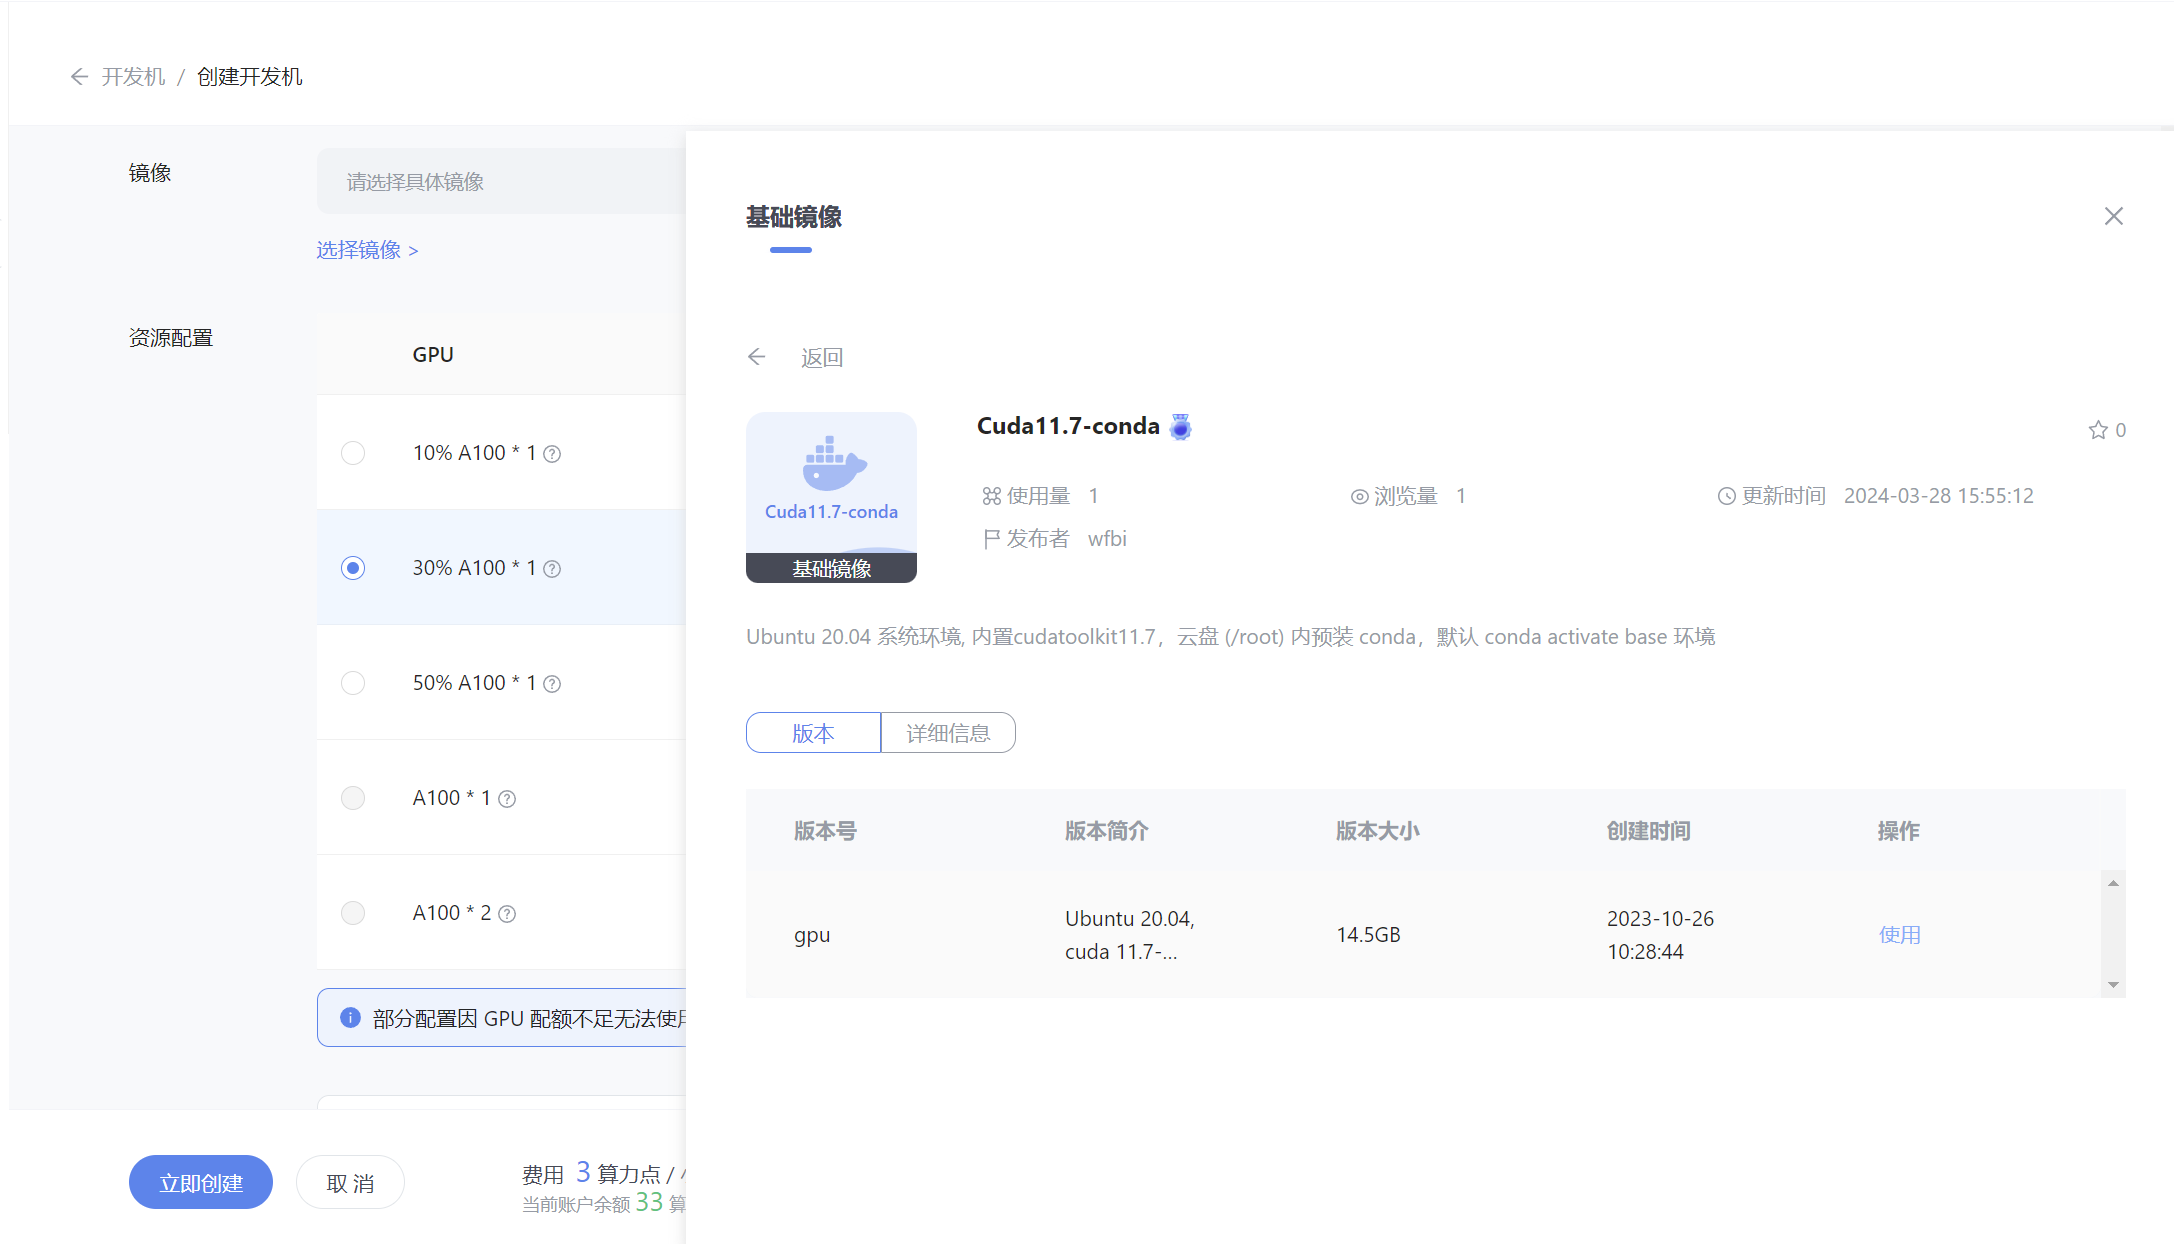 开发机 / 创建开发机
镜像
请选择具体镜像
选择镜像 >
资源配置
GPU
10% A100 * 1
30% A100 * 1
50% A100 * 1
A100 * 1
A100 * 2
部分配置因 GPU 配额不足无法使用
立即创建
取 消
费用 3 算力点 /
当前账户余额 33 算
基础镜像
返回
Cuda11.7-conda
基础镜像
Cuda11.7-conda
0
使用量 1
浏览量 1
更新时间 2024-03-28 15:55:12
发布者 wfbi
Ubuntu 20.04 系统环境, 内置cudatoolkit11.7，云盘 (/root) 内预装 conda，默认 conda activate base 环境
版本
详细信息
版本号 版本简介 版本大小 创建时间 操作
gpu
Ubuntu 20.04,
cuda 11.7-...
14.5GB
2023-10-26
10:28:44
使用